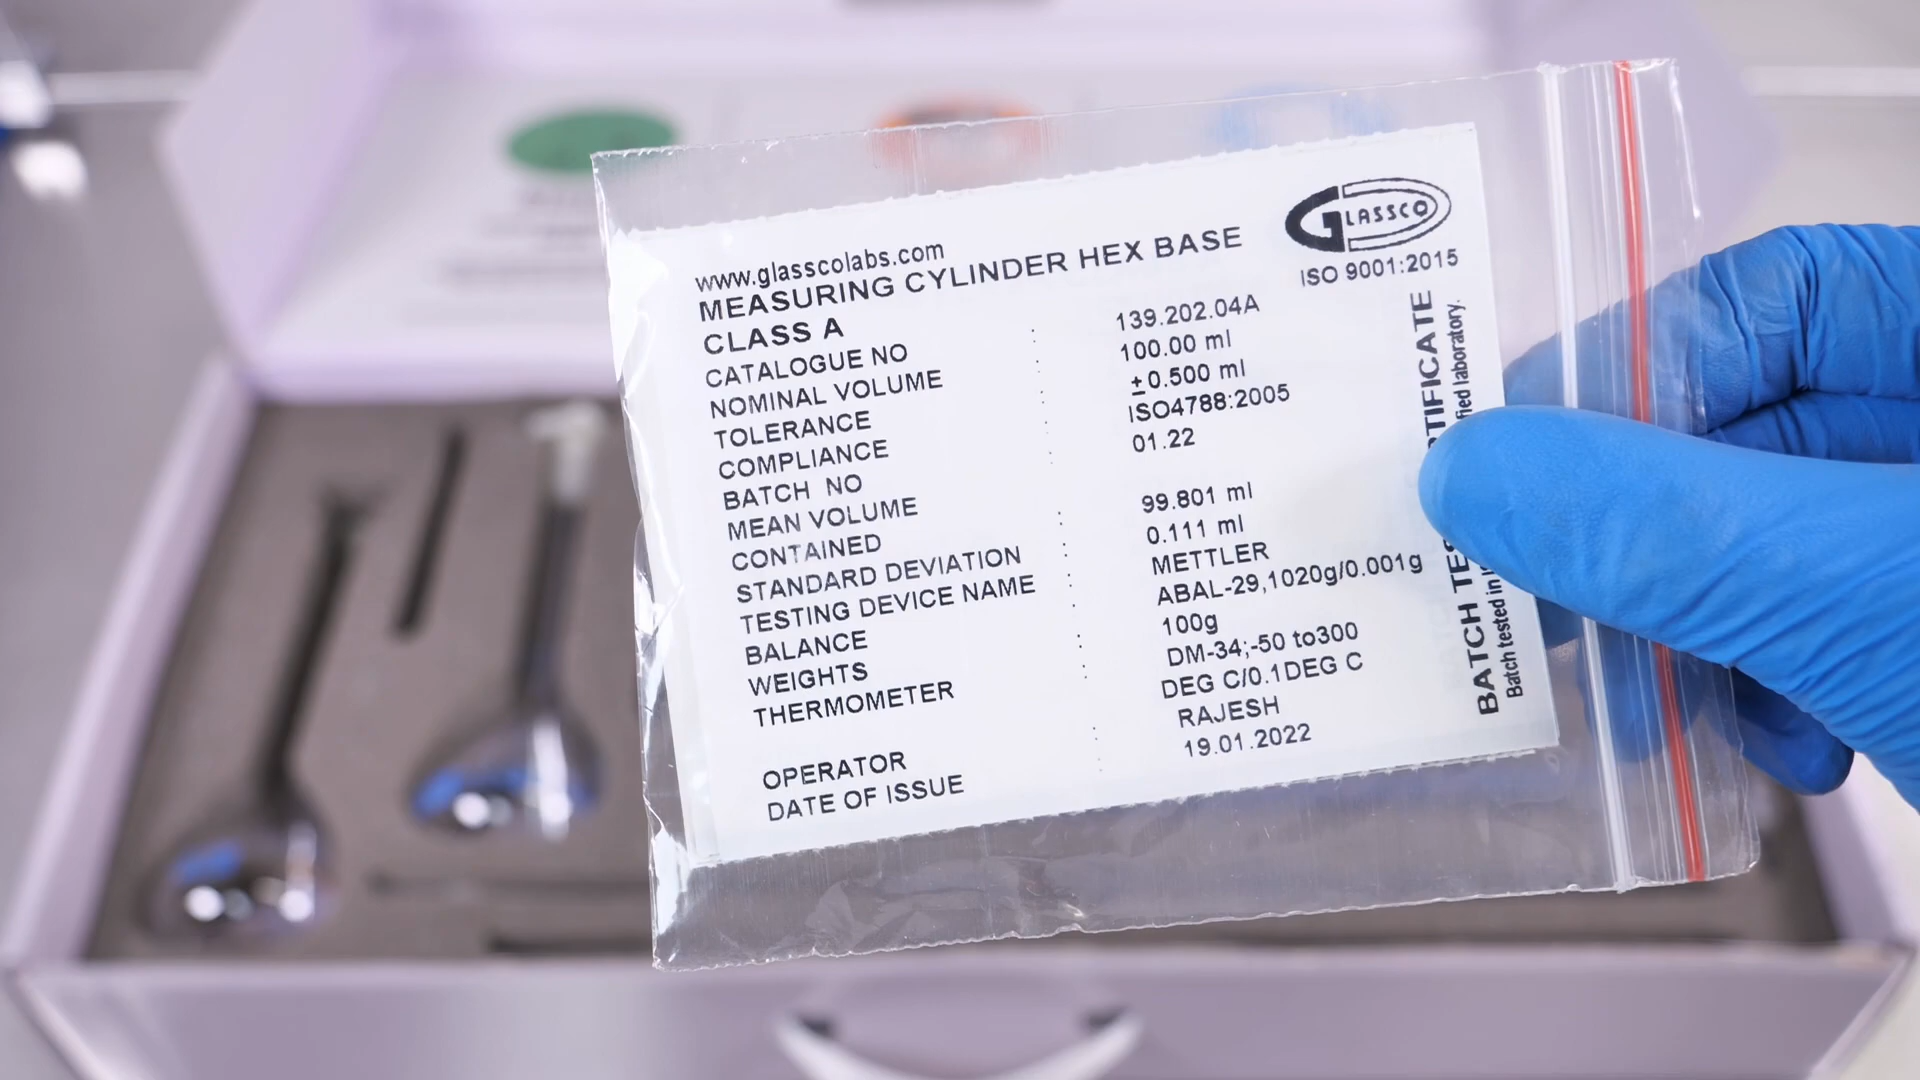 www.glasscolabs.com
MEASURING CYLINDER HEX BASE
CLASS A
CATALOGUE NO : 139.202.04A
NOMINAL VOLUME : 100.00 ml
TOLERANCE : ±0.500 ml
COMPLIANCE : ISO4788:2005
BATCH NO : 01.22
MEAN VOLUME
CONTAINED : 99.801 ml
STANDARD DEVIATION : 0.111 ml
TESTING DEVICE NAME : METTLER
BALANCE : ABAL-29,1020g/0.001g
WEIGHTS : 100g
THERMOMETER : DM-34;-50 to300
DEG C/0.1DEG C
OPERATOR : RAJESH
DATE OF ISSUE : 19.01.2022
GLASSCO
ISO 9001:2015
BATCH
Batch tested in laboratory.